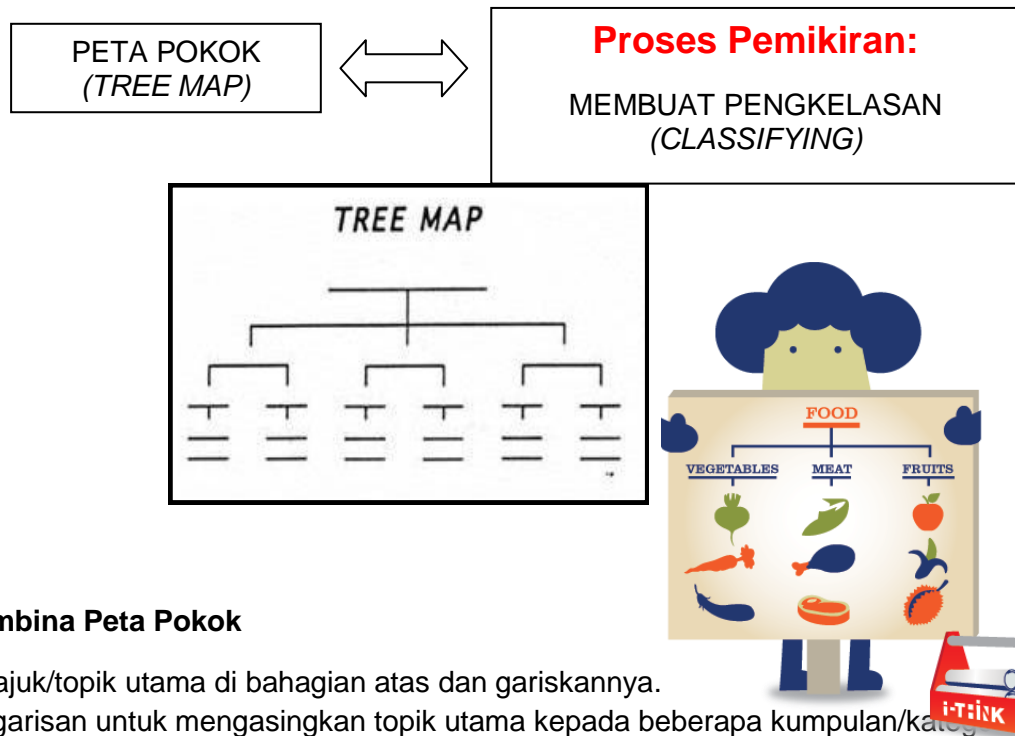 PETA POKOK
(TREE MAP)
Proses Pemikiran:
MEMBUAT PENGKELASAN
(CLASSIFYING)
TREE MAP
FOOD
VEGETABLES MEAT FRUITS
mbina Peta Pokok
ajuk/topik utama di bahagian atas dan gariskannya.
garisan untuk mengasingkan topik utama kepada beberapa kumpulan/
i-THiNK